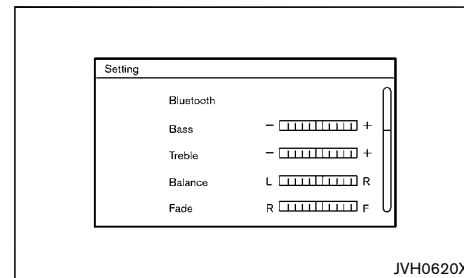 Setting
Bluetooth
Bass - +
Treble - +
Balance L R
Fade R F
JVH0620X